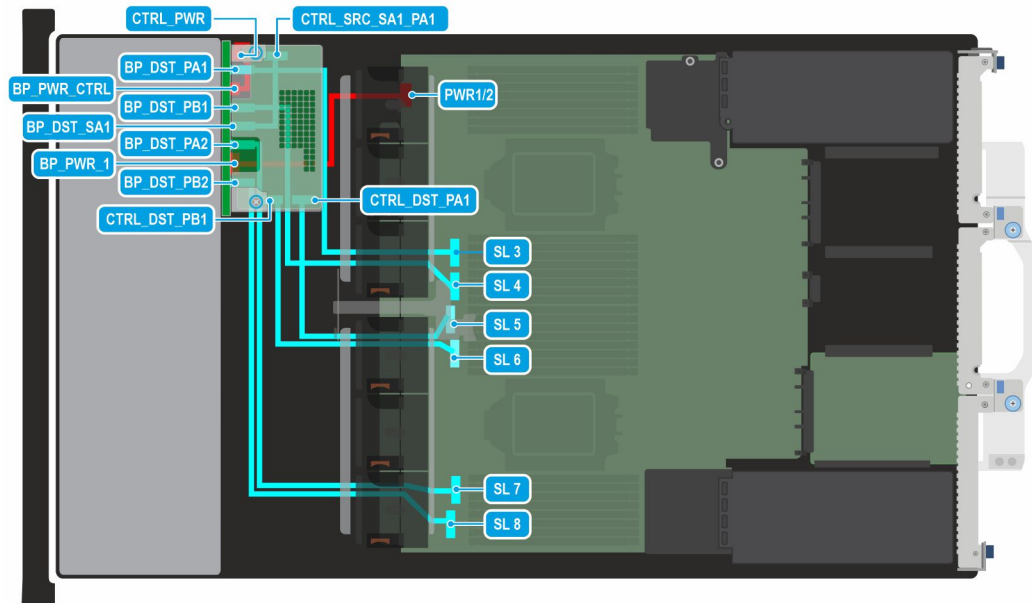 CTRL_PWR
CTRL_SRC_SA1_PA1
BP_DST_PA1
BP_PWR_CTRL
BP_DST_PB1
BP_DST_SA1
BP_DST_PA2
BP_PWR_1
BP_DST_PB2
CTRL_DST_PB1
CTRL_DST_PA1
PWR1/2
SL 3
SL 4
SL 5
SL 6
SL 7
SL 8